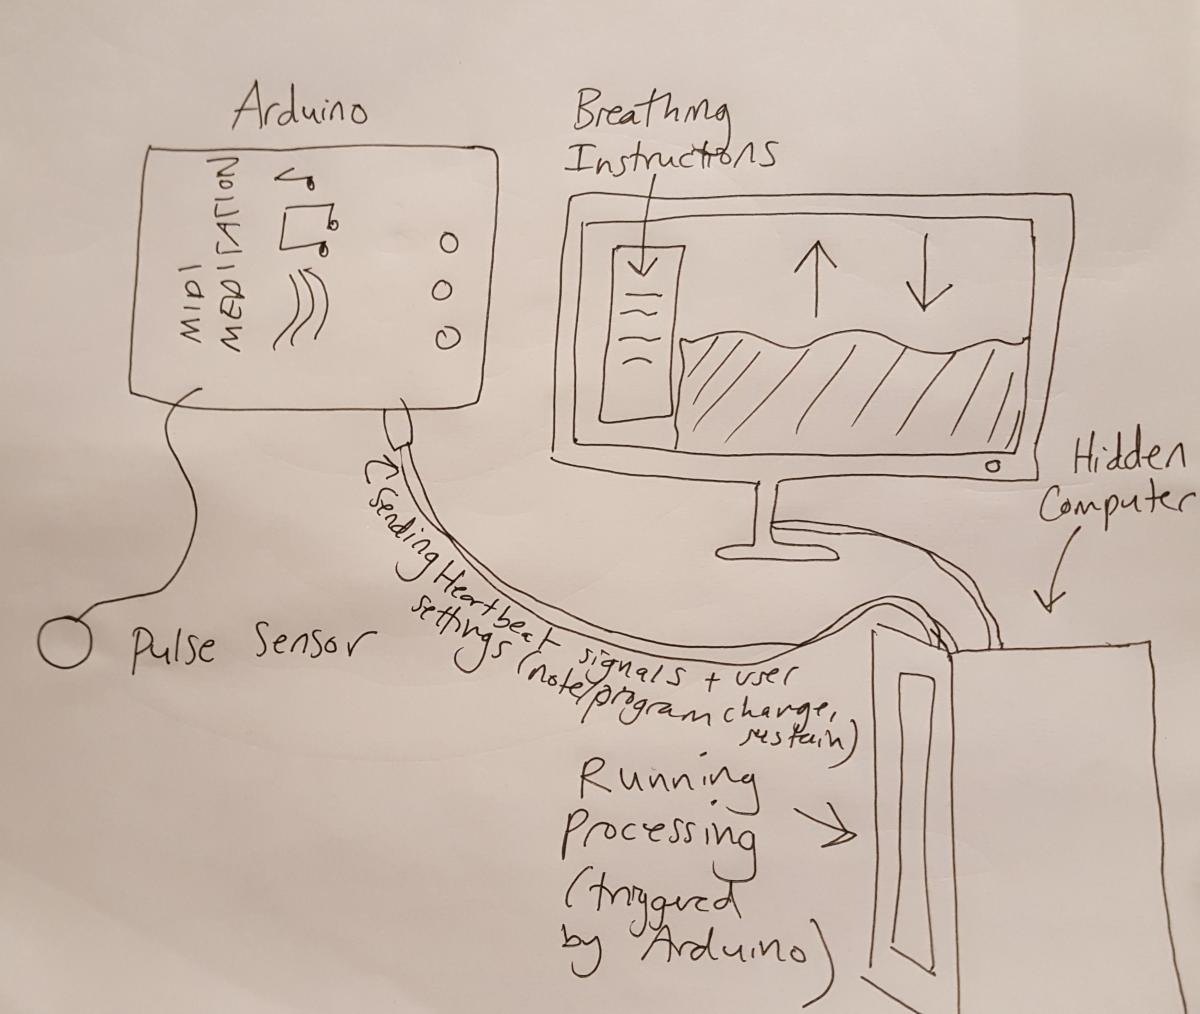 Arduino
MIDI
MEDITATION
Breathing
Instructions
Hidden
Computer
Pulse Sensor
Sending Heartbeat signals + user
settings (note/program change,
sustain)
Running
Processing
(triggered
by Arduino)